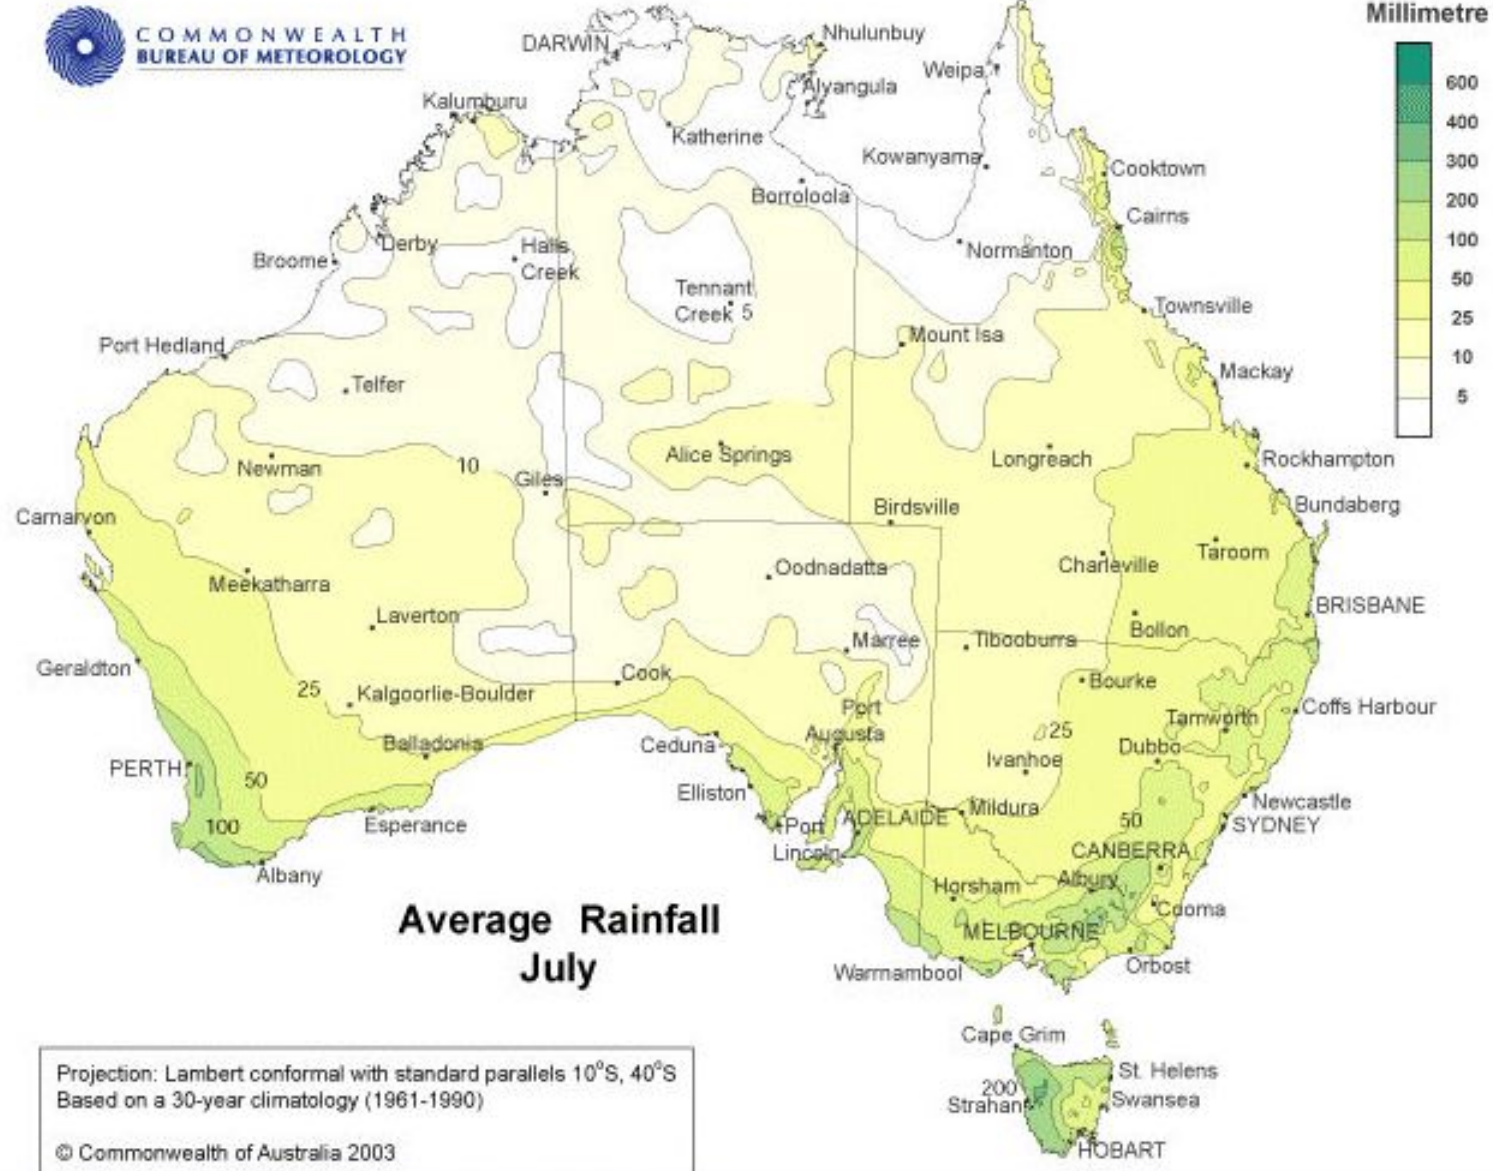 COMMONWEALTH
BUREAU OF METEOROLOGY
Millimetre
600
400
300
200
100
50
25
10
5
DARWIN
Nhulunbuy
Weipa
Alyangula
Kalumburu
Katherine
Kowanyama
Cooktown
Borroloola
Cairns
Derby
Halls
Creek
Broome
Normanton
Tennant
Creek 5
Townsville
Port Hedland
Mount Isa
Telfer
Mackay
Newman
10
Alice Springs
Longreach
Rockhampton
Giles
Carnarvon
Birdsville
Bundaberg
Meekatharra
Oodnadatta
Charleville
Taroom
Laverton
BRISBANE
Marree
Tibooburra
Bollon
Geraldton
25
Kalgoorlie-Boulder
Cook
Bourke
Port
Augusta
Tamworth
Coffs Harbour
Balladonia
Ceduna
25
Dubbo
PERTH
50
Ivanhoe
Elliston
Newcastle
100
Esperance
Port
Lincoln
ADELAIDE
Mildura
50
SYDNEY
Albany
CANBERRA
Horsham
Albury
Cooma
MELBOURNE
Warrnambool
Orbost
Average Rainfall
July
Cape Grim
200
Strahan
St. Helens
Swansea
HOBART
Projection: Lambert conformal with standard parallels 10°S, 40°S
Based on a 30-year climatology (1961-1990)
© Commonwealth of Australia 2003